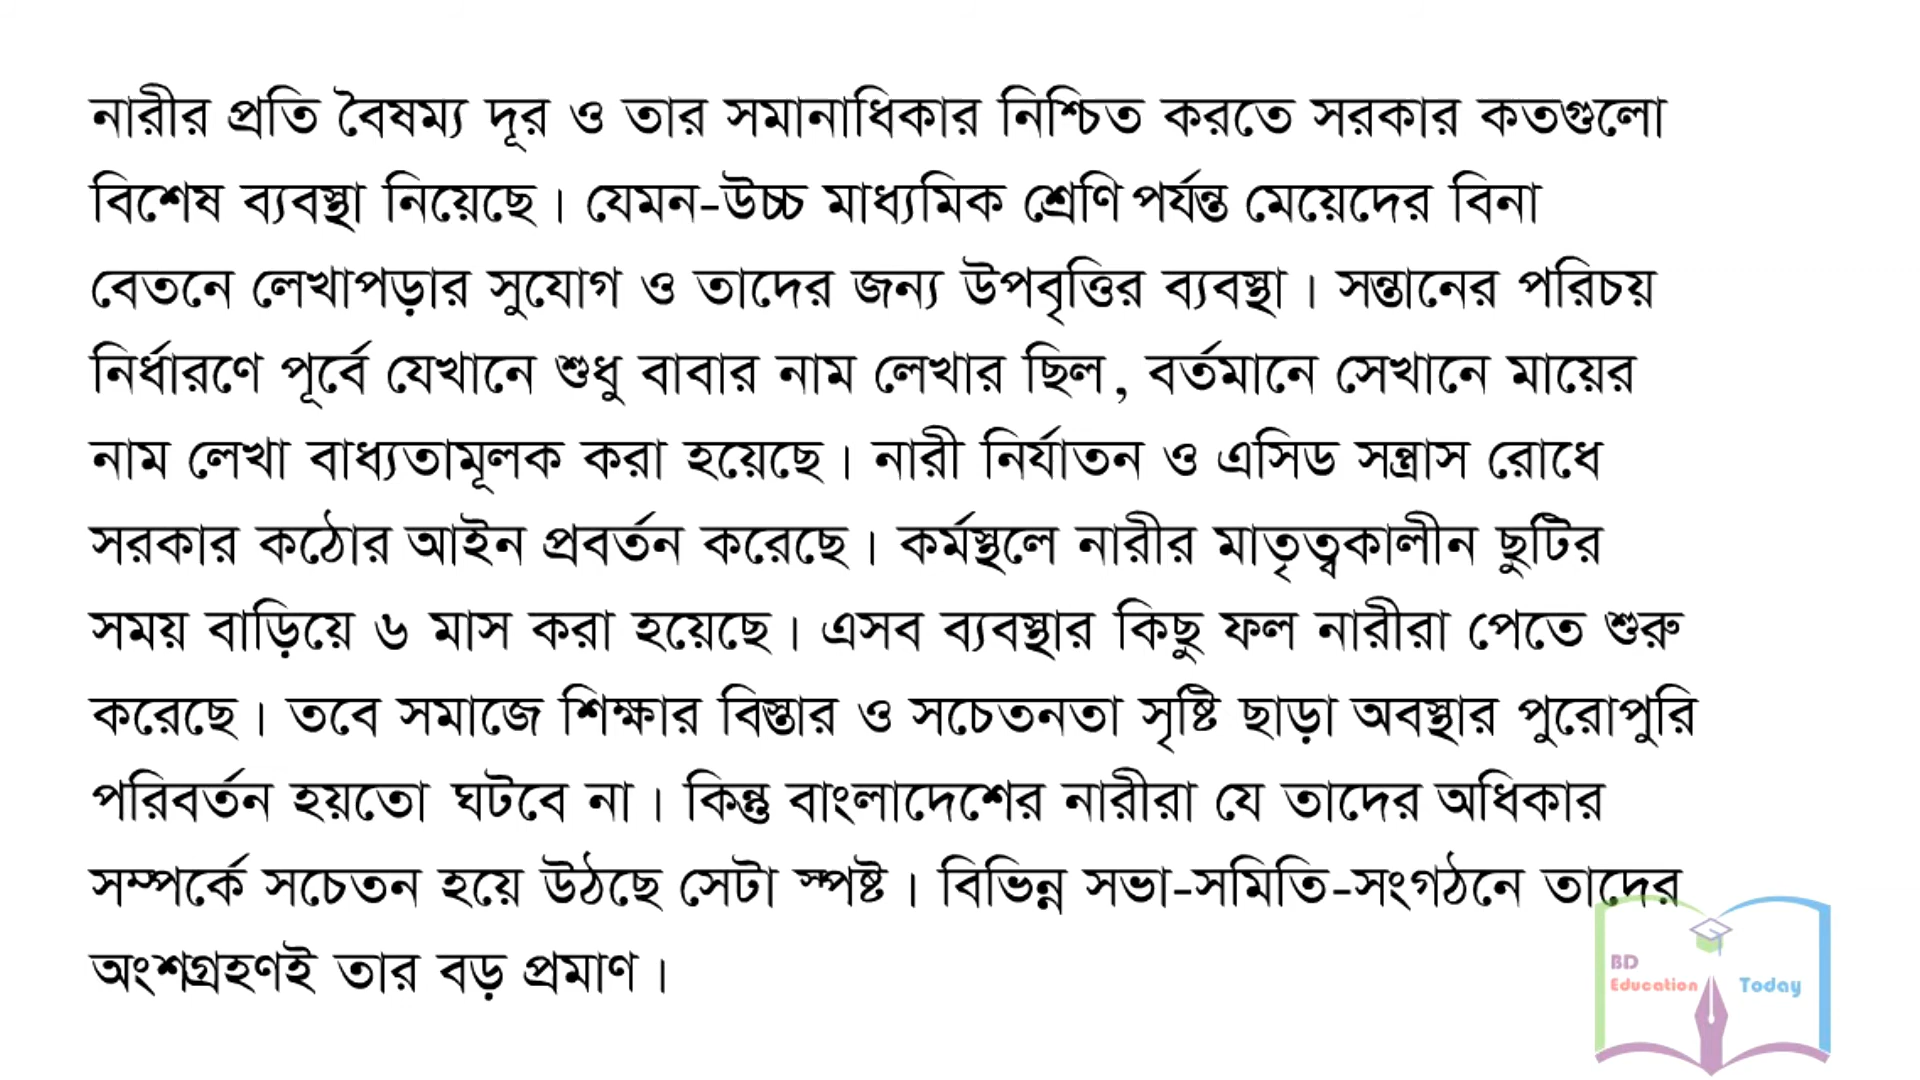 নারীর প্রতি বৈষম্য দূর ও তার সমানাধিকার নিশ্চিত করতে সরকার কতগুলো
বিশেষ ব্যবস্থা নিয়েছে। যেমন-উচ্চ মাধ্যমিক শ্রেণি পর্যন্ত মেয়েদের বিনা
বেতনে লেখাপড়ার সুযোগ ও তাদের জন্য উপবৃত্তির ব্যবস্থা। সন্তানের পরিচয়
নির্ধারণে পূর্বে যেখানে শুধু বাবার নাম লেখার ছিল, বর্তমানে সেখানে মায়ের
নাম লেখা বাধ্যতামূলক করা হয়েছে। নারী নির্যাতন ও এসিড সন্ত্রাস রোধে
সরকার কঠোর আইন প্রবর্তন করেছে। কর্মস্থলে নারীর মাতৃত্বকালীন ছুটির
সময় বাড়িয়ে ৬ মাস করা হয়েছে। এসব ব্যবস্থার কিছু ফল নারীরা পেতে শুরু
করেছে। তবে সমাজে শিক্ষার বিস্তার ও সচেতনতা সৃষ্টি ছাড়া অবস্থার পুরোপুরি
পরিবর্তন হয়তো ঘটবে না। কিন্তু বাংলাদেশের নারীরা যে তাদের অধিকার
সম্পর্কে সচেতন হয়ে উঠছে সেটা স্পষ্ট। বিভিন্ন সভা-সমিতি-সংগঠনে তাদের
অংশগ্রহণই তার বড় প্রমাণ।
BD
Education Today